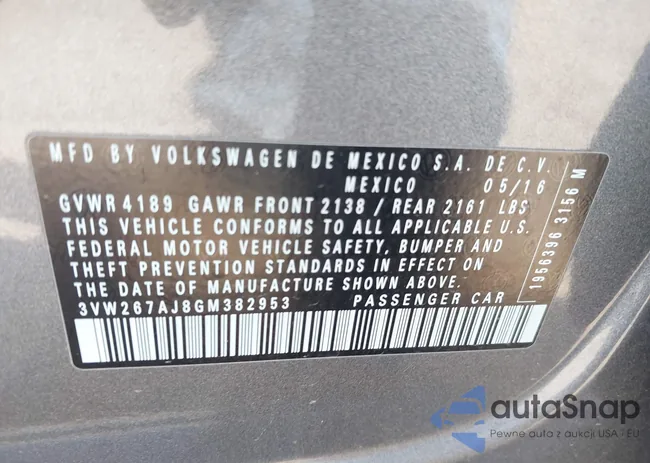 MFD BY VOLKSWAGEN DE MEXICO S.A. DE C.V.
MEXICO 05/16
GVWR 4189 GAWR FRONT 2138 / REAR 2161 LBS
THIS VEHICLE CONFORMS TO ALL APPLICABLE U.S.
FEDERAL MOTOR VEHICLE SAFETY, BUMPER AND
THEFT PREVENTION STANDARDS IN EFFECT ON
THE DATE OF MANUFACTURE SHOWN ABOVE.
3VW267AJ8GM382953 PASSENGER CAR
1956396 3156 M
autaSnap
Pewne auta z aukcji USA i EU